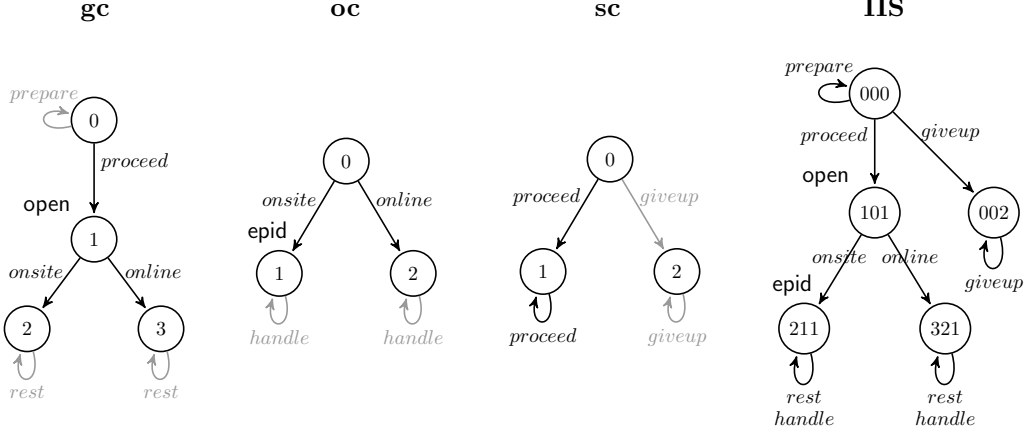 gc
oc
sc
IIS
prepare
0
proceed
open
1
onsite
online
2
3
rest
rest
0
onsite
online
epid
1
2
handle
handle
0
proceed
giveup
1
2
proceed
giveup
prepare
000
proceed
giveup
open
101
002
onsite
online
giveup
epid
211
321
rest
handle
rest
handle